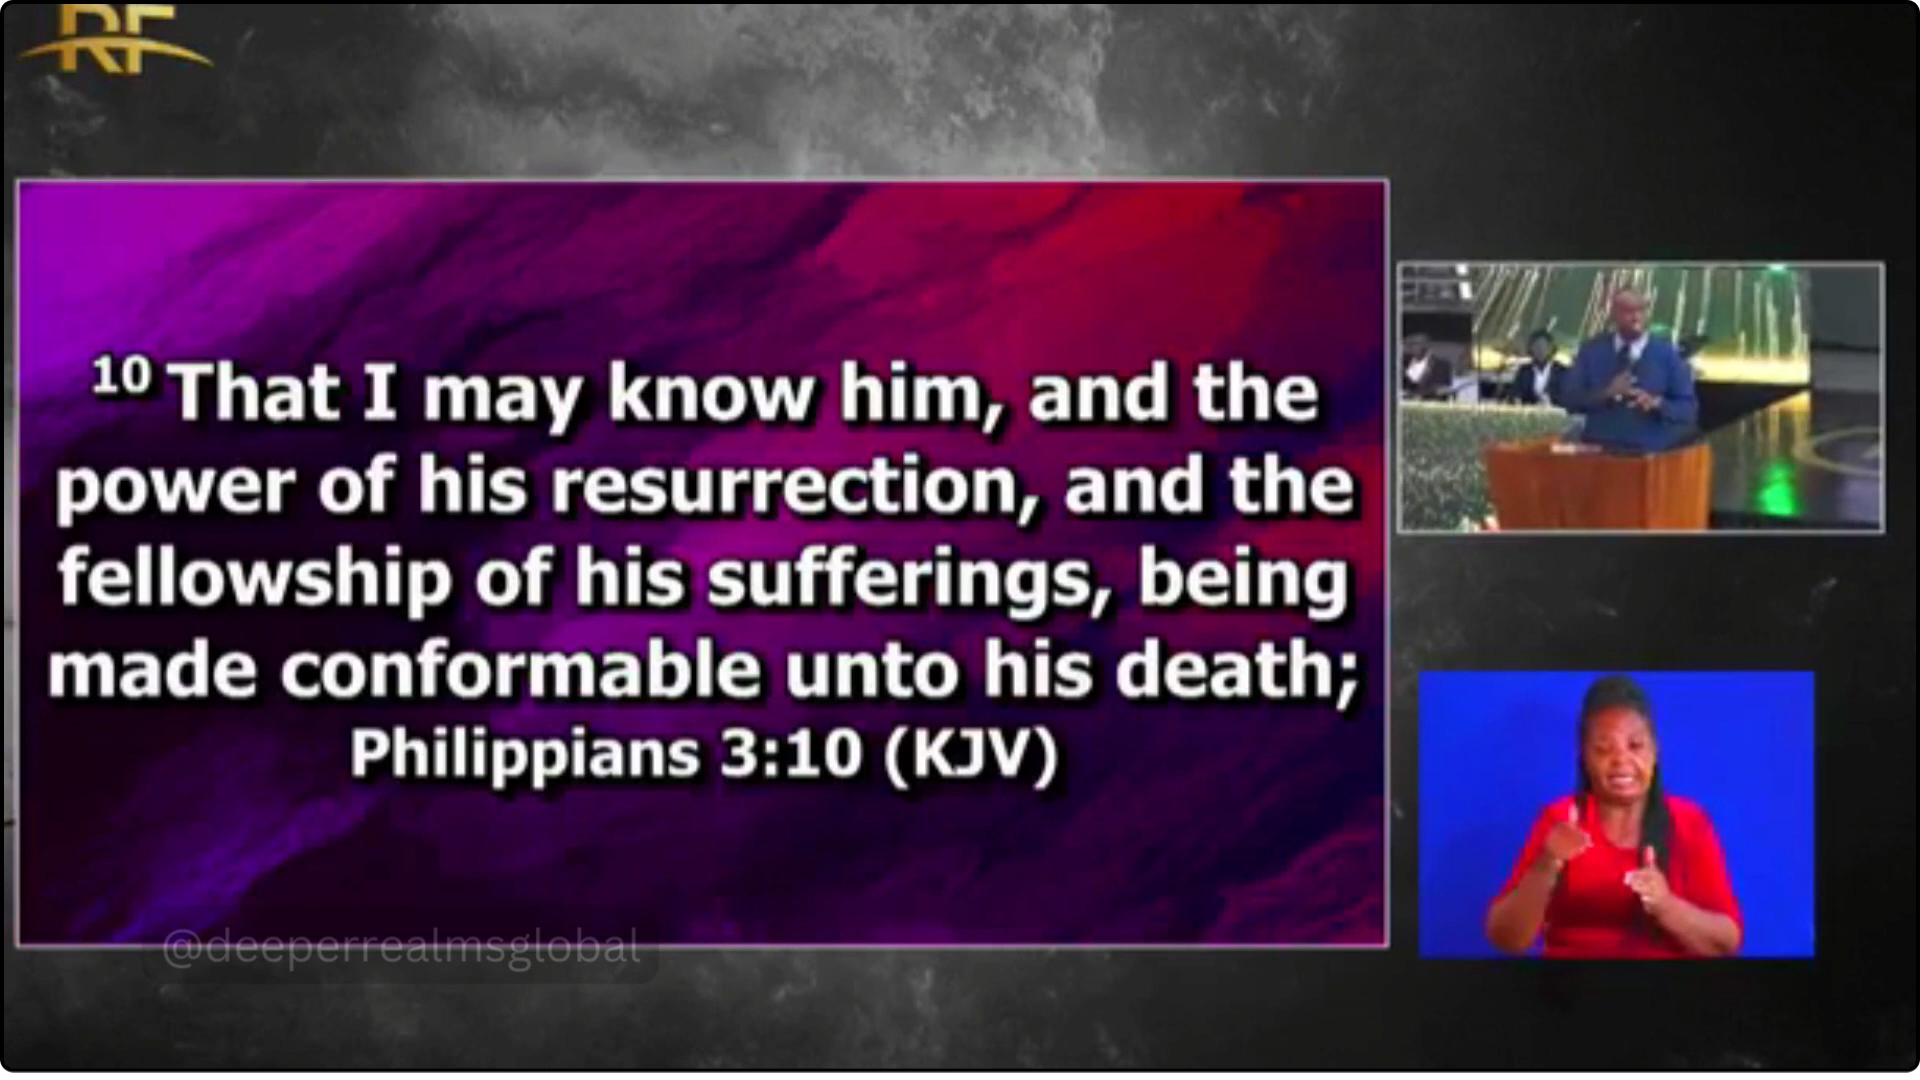 RF
10 That I may know him, and the
power of his resurrection, and the
fellowship of his sufferings, being
made conformable unto his death;
Philippians 3:10 (KJV)
@deeperrealmsglobal